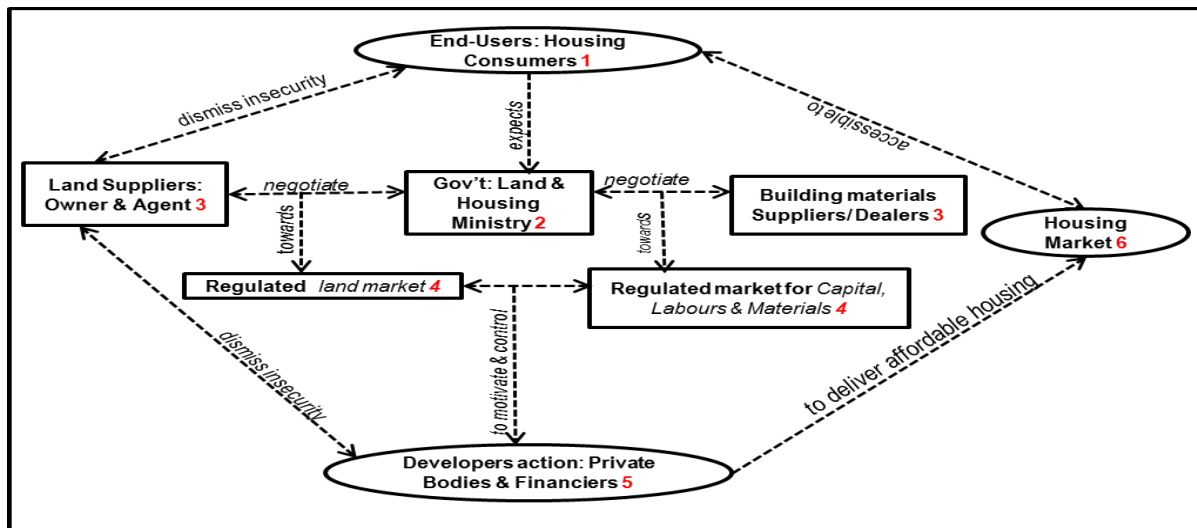 End-Users: Housing
Consumers 1
dismiss insecurity
expects
accessible to
Land Suppliers:
Owner & Agent 3
negotiate
Gov't: Land &
Housing
Ministry 2
negotiate
Building materials
Suppliers/ Dealers 3
Housing
Market 6
towards
towards
Regulated land market 4
Regulated market for Capital,
Labours & Materials 4
dismiss insecurity
to motivate & control
to deliver affordable housing
Developers action: Private
Bodies & Financiers 5